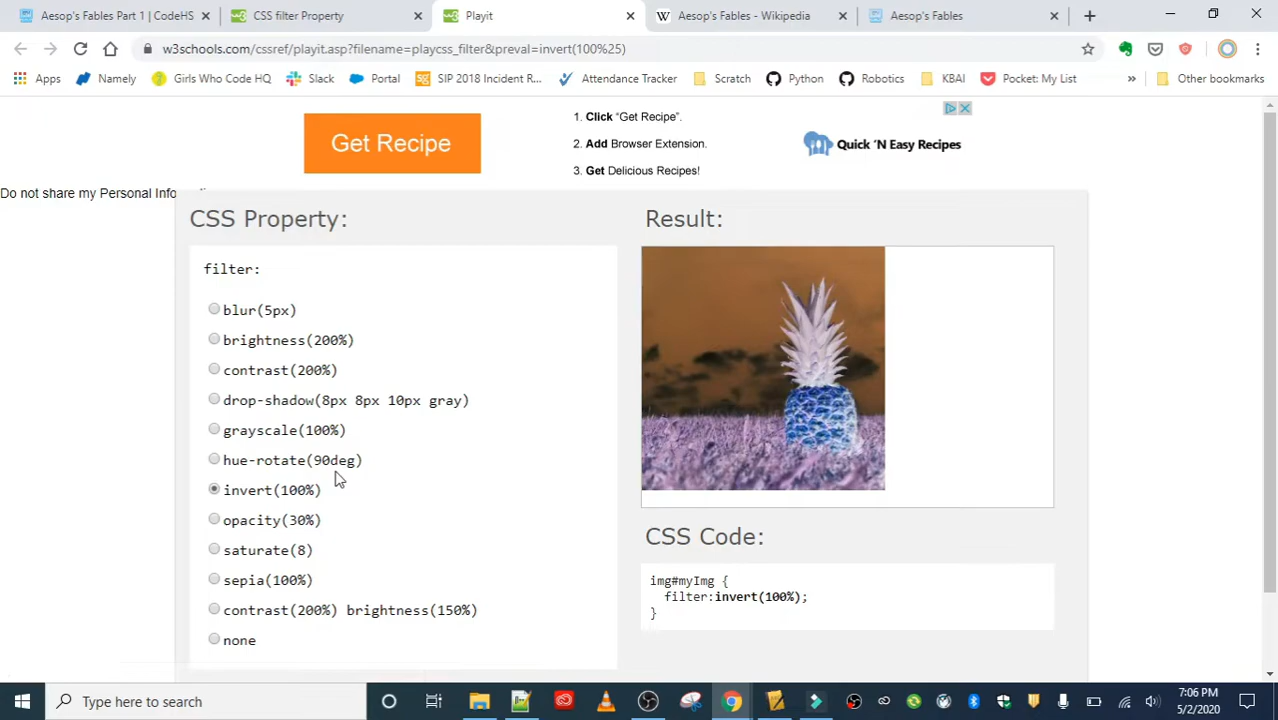 Aesop's Fables Part 1 | CodeHS
CSS filter Property
Playit
Aesop's Fables - Wikipedia
Aesop's Fables
w3schools.com/cssref/playit.asp?filename=playcss_filter&preval=invert(100%25)
Apps
Namely
Girls Who Code HQ
Slack
Portal
SIP 2018 Incident R...
Attendance Tracker
Scratch
Python
Robotics
KBAI
Pocket: My List
»
Other bookmarks
Get Recipe
1. Click "Get Recipe".
2. Add Browser Extension.
3. Get Delicious Recipes!
Quick 'N Easy Recipes
Do not share my Personal
CSS Property:
filter:
blur(5px)
brightness(200%)
contrast(200%)
drop-shadow(8px 8px 10px gray)
grayscale(100%)
hue-rotate(90deg)
invert(100%)
opacity(30%)
saturate(8)
sepia(100%)
contrast(200%) brightness(150%)
none
Result:
CSS Code:
img#myImg {
filter:invert(100%);
}
Type here to search
7:06 PM
5/2/2020